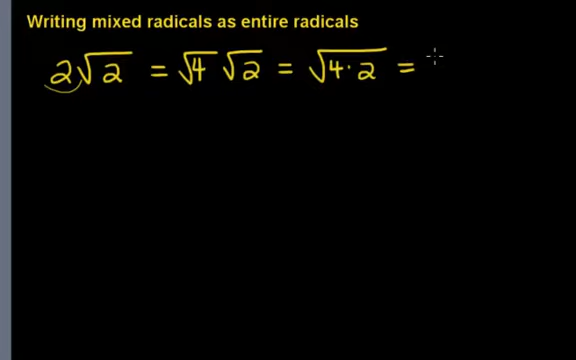 Writing mixed radicals as entire radicals
2√2 = √4 √2 = √4·2 =